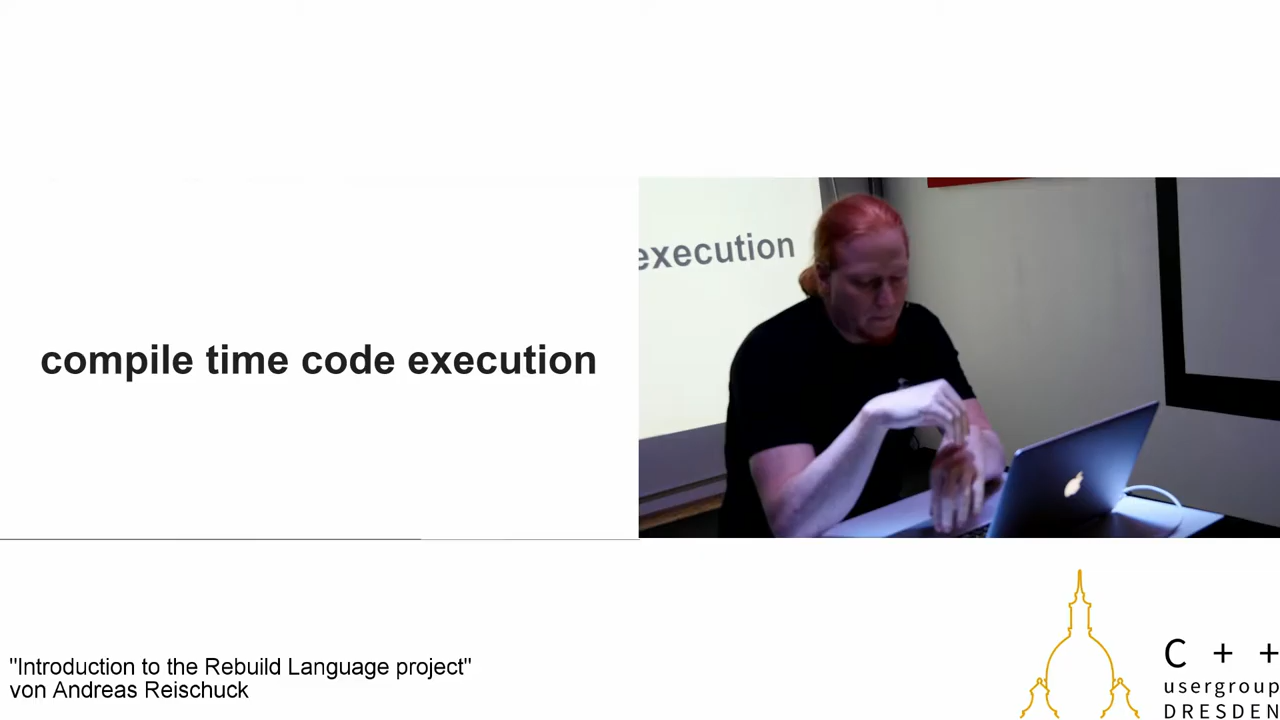 compile time code execution
execution
"Introduction to the Rebuild Language project"
von Andreas Reischuck
C + +
usergroup
DRESDEN